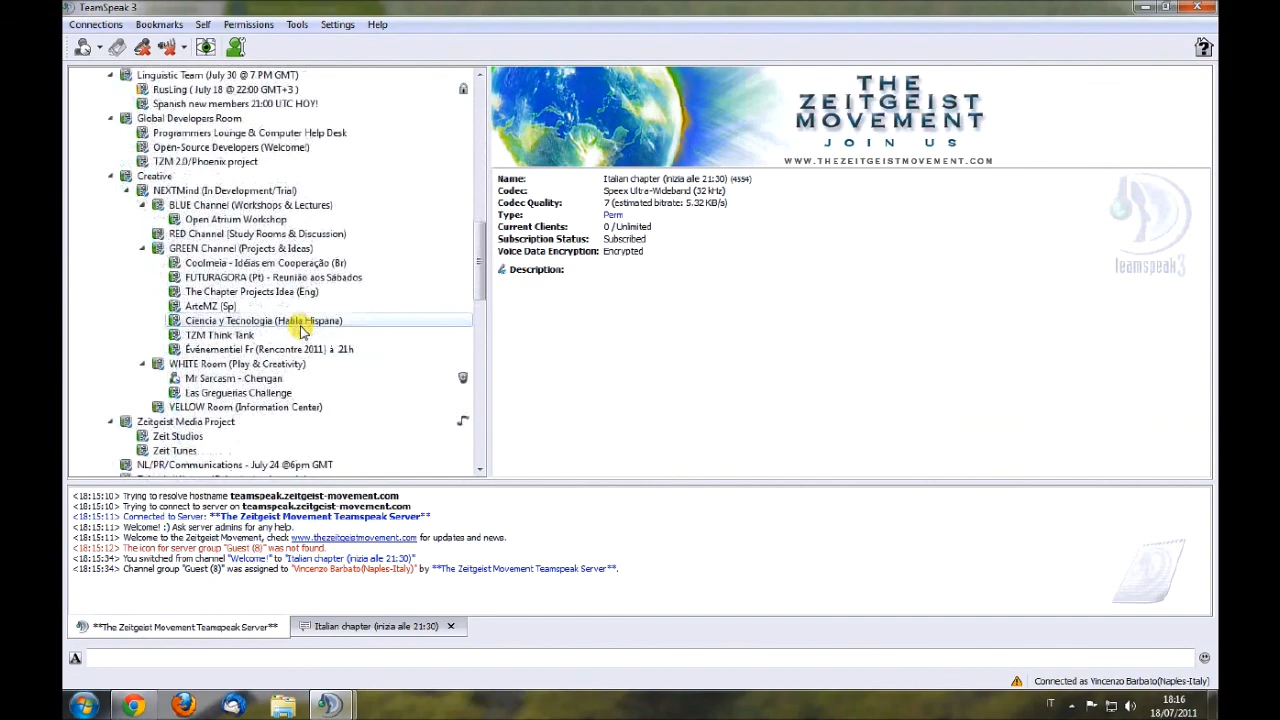 TeamSpeak 3
Connections Bookmarks Self Permissions Tools Settings Help
Linguistic Team (July 30 @ 7 PM GMT)
RusLing ( July 18 @ 22:00 GMT+3 )
Spanish new members 21:00 UTC HOY!
Global Developers Room
Programmers Lounge & Computer Help Desk
Open-Source Developers (Welcome!)
TZM 2.0/Phoenix project
Creative
NEXTMind (In Development/Trial)
BLUE Channel (Workshops & Lectures)
Open Atrium Workshop
RED Channel (Study Rooms & Discussion)
GREEN Channel (Projects & Ideas)
Coolmeia - Idéias em Cooperação (Br)
FUTURAGORA (Pt) - Reunião aos Sábados
The Chapter Projects Idea (Eng)
ArteMZ (Sp)
Ciencia y Tecnologia (Habla Hispana)
TZM Think Tank
Événementiel Fr (Rencontre 2011) à 21h
WHITE Room (Play & Creativity)
Mr Sarcasm - Chengan
Las Greguerias Challenge
YELLOW Room (Information Center)
Zeitgeist Media Project
Zeit Studios
Zeit Tunes
NL/PR/Communications - July 24 @6pm GMT
THE
ZEITGEIST
MOVEMENT
JOIN US
WWW.THEZEITGEISTMOVEMENT.COM
Name: Italian chapter (inizia alle 21:30) (4554)
Codec: Speex Ultra-Wideband (32 kHz)
Codec Quality: 7 (estimated bitrate: 5.32 KB/s)
Type: Perm
Current Clients: 0 / Unlimited
Subscription Status: Subscribed
Voice Data Encryption: Encrypted
Description:
teamspeak3
<18:15:10> Trying to resolve hostname teamspeak.zeitgeist-movement.com
<18:15:10> Trying to connect to server on teamspeak.zeitgeist-movement.com
<18:15:11> Connected to Server: "**The Zeitgeist Movement Teamspeak Server**"
<18:15:11> Welcome! :) Ask server admins for any help.
<18:15:11> Welcome to the Zeitgeist Movement, check www.thezeitgeistmovement.com for updates and news.
<18:15:12> The icon for server group "Guest (8)" was not found.
<18:15:34> You switched from channel "Welcome!" to "Italian chapter (inizia alle 21:30)"
<18:15:34> Channel group "Guest (8)" was assigned to "Vincenzo Barbato(Naples-Italy)" by "**The Zeitgeist Movement Teamspeak Server**".
**The Zeitgeist Movement Teamspeak Server** Italian chapter (inizia alle 21:30)
A
Connected as Vincenzo Barbato(Naples-Italy)
IT 18:16
18/07/2011